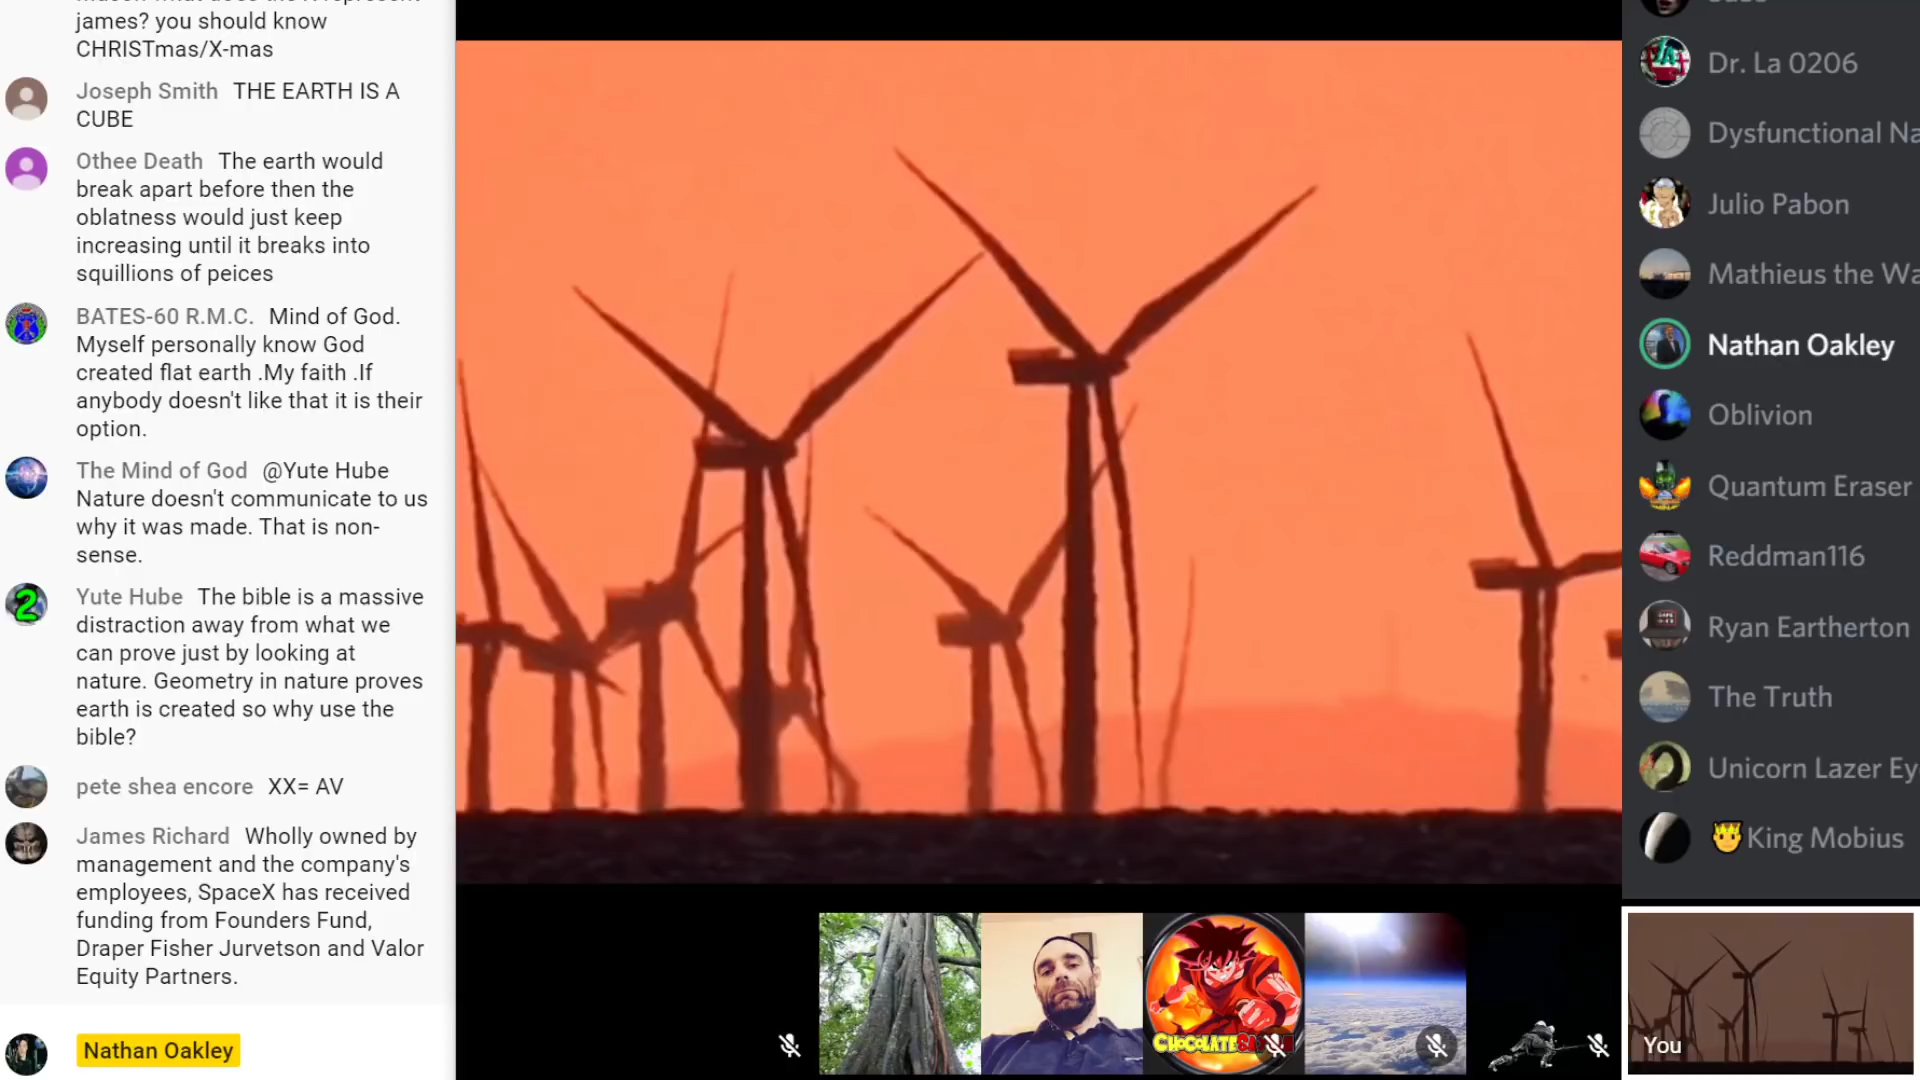 james? you should know
CHRISTmas/X-mas
Joseph Smith THE EARTH IS A
CUBE
Othee Death The earth would
break apart before then the
oblatness would just keep
increasing until it breaks into
squillions of peices
BATES-60 R.M.C. Mind of God.
Myself personally know God
created flat earth .My faith .If
anybody doesn't like that it is their
option.
The Mind of God @Yute Hube
Nature doesn't communicate to us
why it was made. That is non-
sense.
Yute Hube The bible is a massive
distraction away from what we
can prove just by looking at
nature. Geometry in nature proves
earth is created so why use the
bible?
pete shea encore XX= AV
James Richard Wholly owned by
management and the company's
employees, SpaceX has received
funding from Founders Fund,
Draper Fisher Jurvetson and Valor
Equity Partners.
Nathan Oakley
Dr. La 0206
Dysfunctional Na
Julio Pabon
Mathieus the Wa
Nathan Oakley
Oblivion
Quantum Eraser
Reddman116
Ryan Eartherton
The Truth
Unicorn Lazer Ey
King Mobius
You